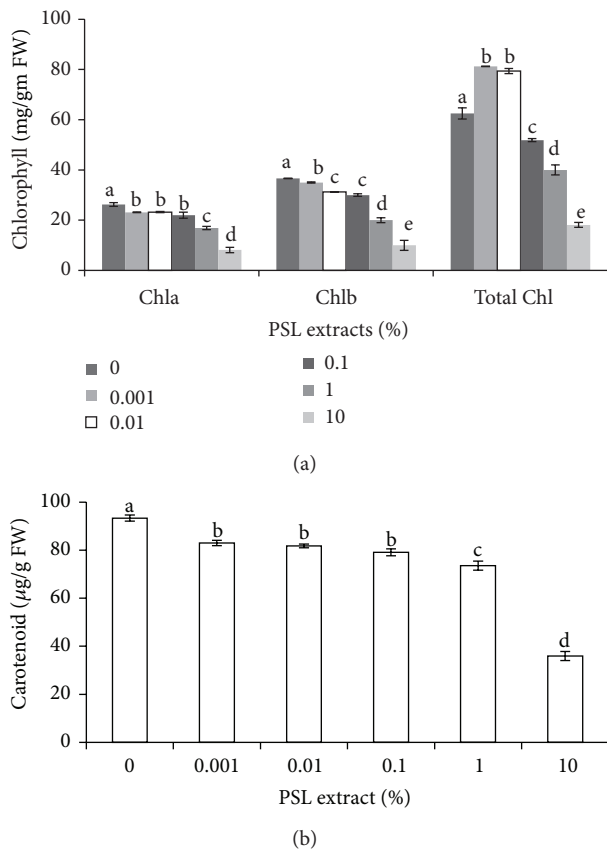 100
80
60
40
20
0
Chlorophyll (mg/gm FW)
a
b
b
b
c
d
a
b
c
c
d
e
a
b
b
c
d
e
Chla Chlb Total Chl
PSL extracts (%)
0 0.1
0.001 1
0.01 10
(a)
100
80
60
40
20
0
Carotenoid (μg/g FW)
a
b
b
b
c
d
0 0.001 0.01 0.1 1 10
PSL extract (%)
(b)